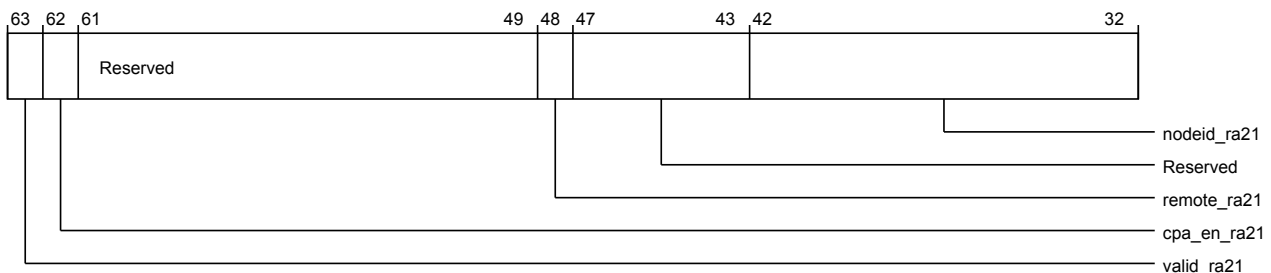 63 62 61 49 48 47 43 42 32
Reserved
nodeid_ra21
Reserved
remote_ra21
cpa_en_ra21
valid_ra21